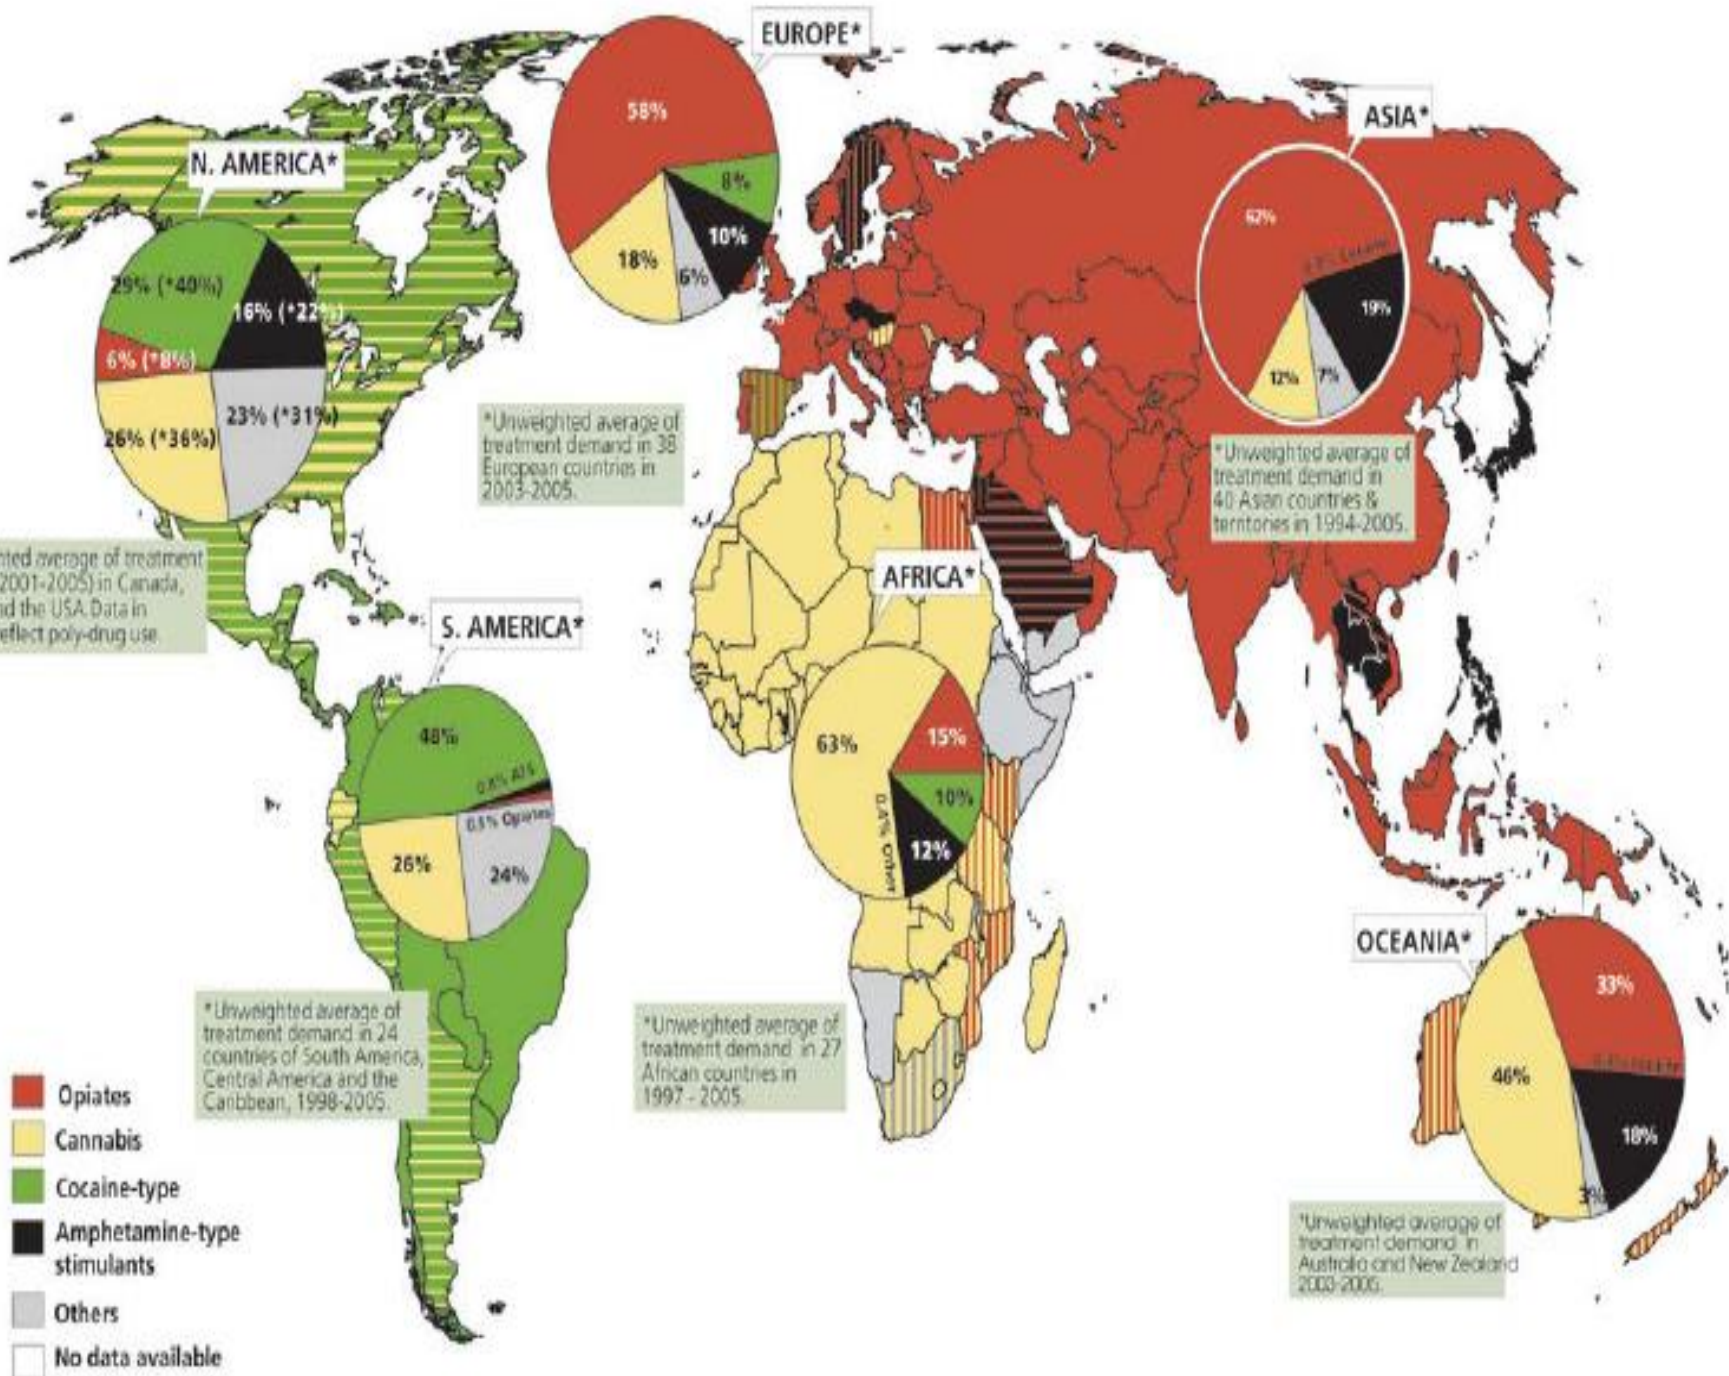 EUROPE*
58%
8%
10%
6%
18%
*Unweighted average of
treatment demand in 38
European countries in
2003-2005.
ASIA*
62%
19%
7%
12%
*Unweighted average of
treatment demand in
40 Asian countries &
territories in 1994-2005.
N. AMERICA*
29% (*40%)
16% (*22%)
6% (*8%)
23% (*31%)
26% (*36%)
average of treatment
2001-2005) in Canada,
the USA. Data in
reflect poly-drug use.
S. AMERICA*
48%
0.8% ATS
Opiates
26%
24%
*Unweighted average of
treatment demand in 24
countries of South America,
Central America and the
Caribbean, 1998-2005.
AFRICA*
63%
15%
10%
12%
0.4% Other
*Unweighted average of
treatment demand in 27
African countries in
1997 - 2005.
OCEANIA*
33%
46%
18%
3%
*Unweighted average of
treatment demand in
Australia and New Zealand
2003-2005.
Opiates
Cannabis
Cocaine-type
Amphetamine-type
stimulants
Others
No data available